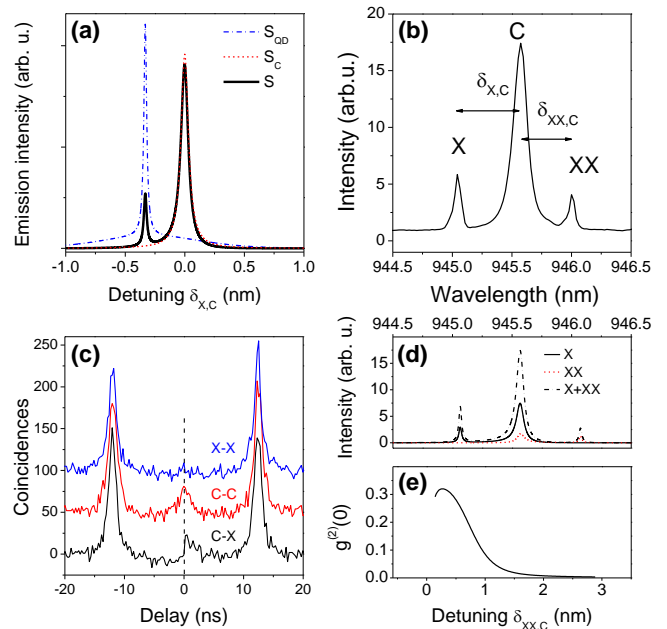 (a)
S_QD
S_C
S
Emission intensity (arb. u.)
-1.0 -0.5 0.0 0.5 1.0
Detuning δ_X,C (nm)
(b)
C
δ_X,C
δ_XX,C
X
XX
Intensity (arb.u.)
0 5 10 15 20
944.5 945.0 945.5 946.0 946.5
Wavelength (nm)
(c)
X-X
C-C
C-X
Coincidences
0 50 100 150 200 250
-20 -10 0 10 20
Delay (ns)
944.5 945.0 945.5 946.0 946.5
(d)
X
XX
X+XX
Intensity (arb. u.)
0 5 10 15
(e)
g^(2)(0)
0.0 0.1 0.2 0.3
0 1 2 3
Detuning δ_XX,C (nm)